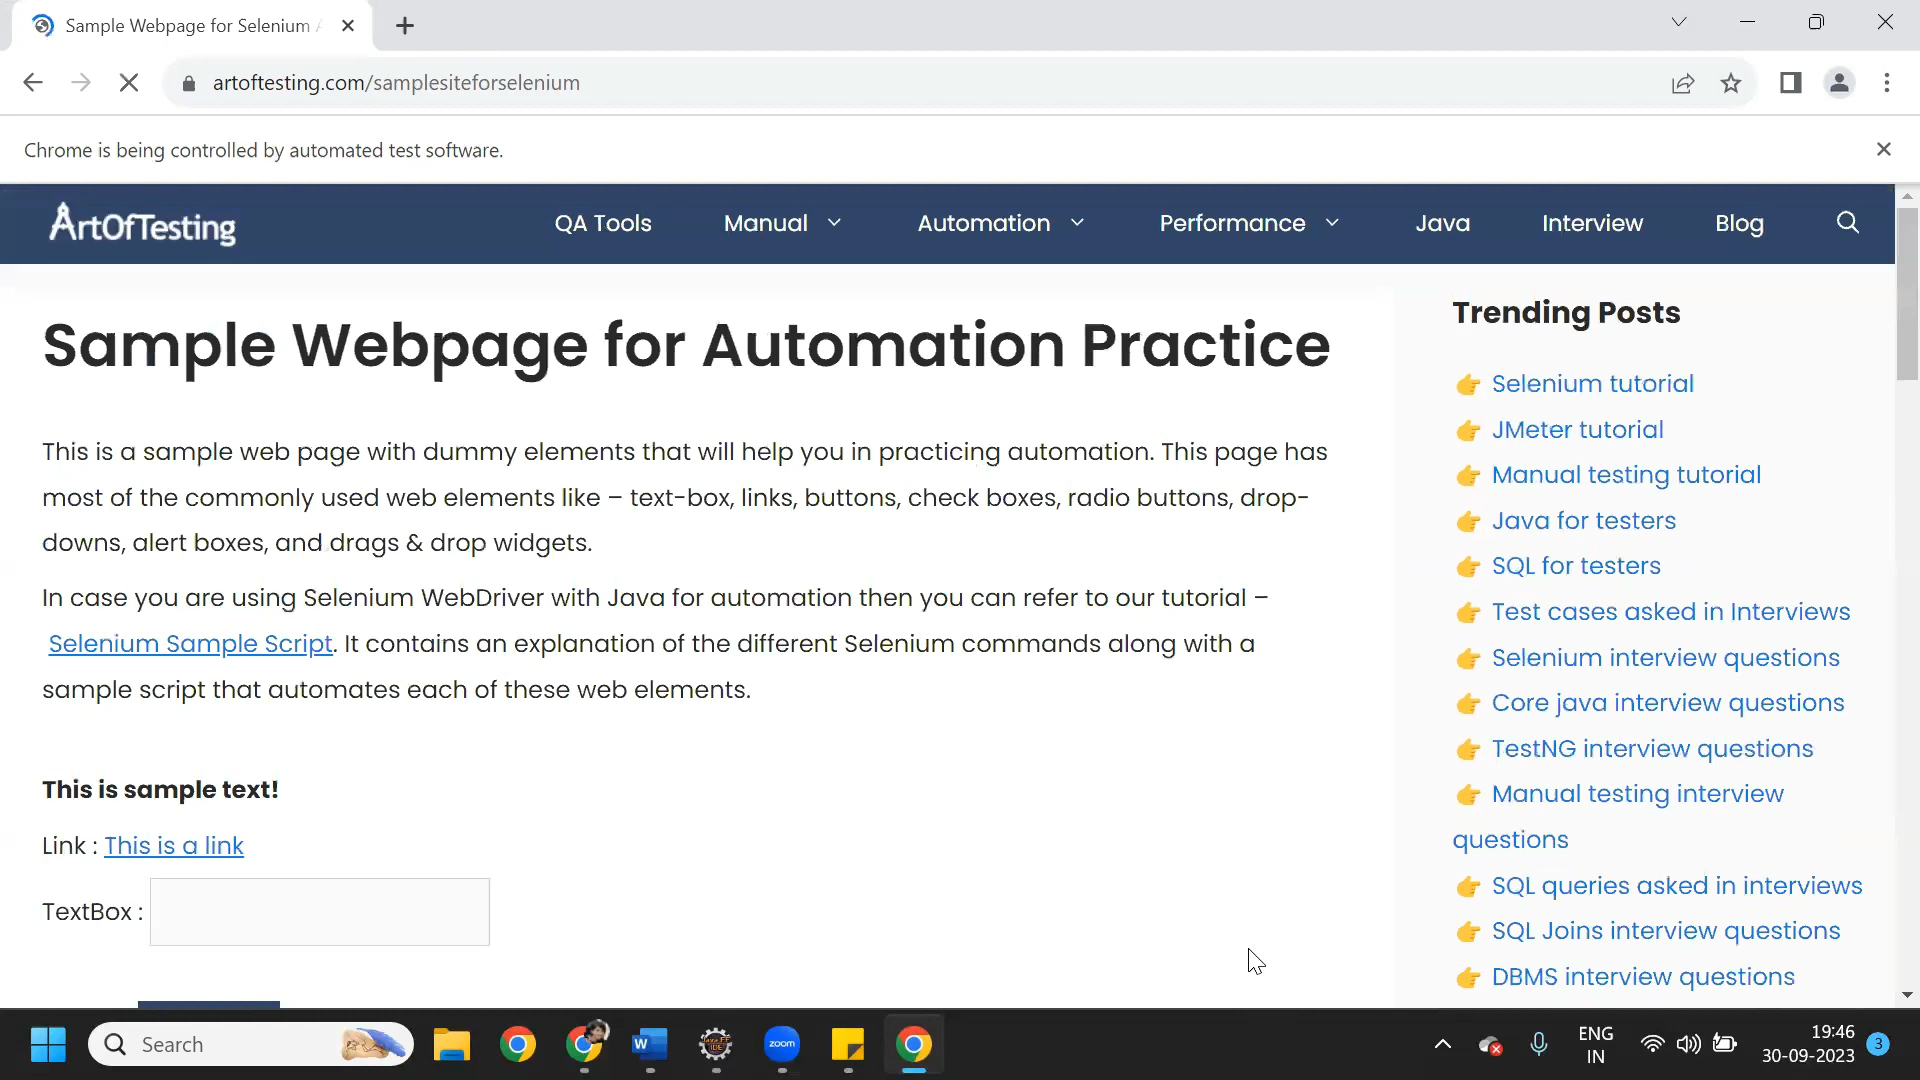 Sample Webpage for Selenium A
artoftesting.com/samplesiteforselenium
Chrome is being controlled by automated test software.
ArtOfTesting
QA Tools
Manual
Automation
Performance
Java
Interview
Blog
Sample Webpage for Automation Practice
This is a sample web page with dummy elements that will help you in practicing automation. This page has
most of the commonly used web elements like – text-box, links, buttons, check boxes, radio buttons, drop-
downs, alert boxes, and drags & drop widgets.
In case you are using Selenium WebDriver with Java for automation then you can refer to our tutorial –
Selenium Sample Script. It contains an explanation of the different Selenium commands along with a
sample script that automates each of these web elements.
This is sample text!
Link : This is a link
TextBox :
Trending Posts
👉 Selenium tutorial
👉 JMeter tutorial
👉 Manual testing tutorial
👉 Java for testers
👉 SQL for testers
👉 Test cases asked in Interviews
👉 Selenium interview questions
👉 Core java interview questions
👉 TestNG interview questions
👉 Manual testing interview
questions
👉 SQL queries asked in interviews
👉 SQL Joins interview questions
👉 DBMS interview questions
Search
W
zoom
ENG
IN
19:46
30-09-2023
3